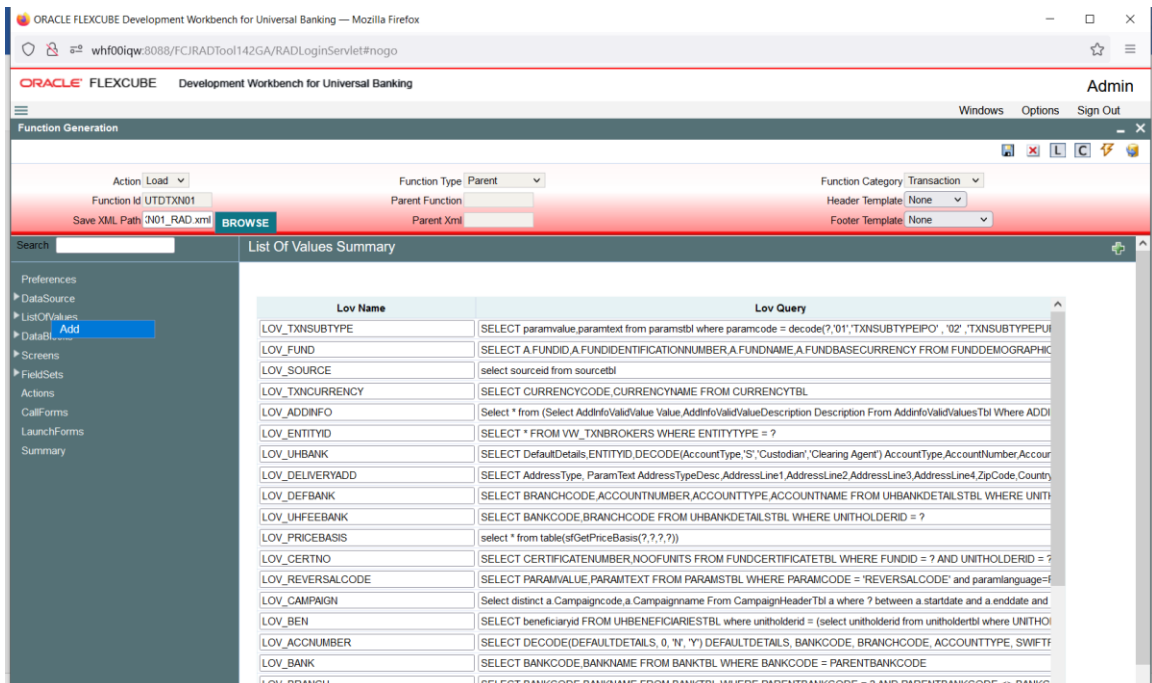 ORACLE FLEXCUBE Development Workbench for Universal Banking — Mozilla Firefox
whf00iqw:8088/FCJRADTool142GA/RADLoginServlet#nogo
ORACLE FLEXCUBE Development Workbench for Universal Banking Admin
Windows Options Sign Out
Function Generation
L C
Action Load Function Type Parent Function Category Transaction
Function Id UTDTXN01 Parent Function Header Template None
Save XML Path N01_RAD.xml BROWSE Parent Xml Footer Template None
Search List Of Values Summary
Preferences
DataSource
ListOfValues
Add
Screens
FieldSets
Actions
CallForms
LaunchForms
Summary
Lov Name Lov Query
LOV_TXNSUBTYPE SELECT paramvalue,paramtext from paramstbl where paramcode = decode(?,'01','TXNSUBTYPEIPO' , '02' ,'TXNSUBTYPEPU
LOV_FUND SELECT A.FUNDID,A.FUNDIDENTIFICATIONNUMBER,A.FUNDNAME,A.FUNDBASECURRENCY FROM FUNDDEMOGRAPHIC
LOV_SOURCE select sourceid from sourcetbl
LOV_TXNCURRENCY SELECT CURRENCYCODE,CURRENCYNAME FROM CURRENCYTBL
LOV_ADDINFO Select * from (Select AddInfoValidValue Value,AddInfoValidValueDescription Description From AddinfoValidValuesTbl Where ADDI
LOV_ENTITYID SELECT * FROM VW_TXNBROKERS WHERE ENTITYTYPE = ?
LOV_UHBANK SELECT DefaultDetails,ENTITYID,DECODE(AccountType,'S','Custodian','Clearing Agent') AccountType,AccountNumber,Accour
LOV_DELIVERYADD SELECT AddressType, ParamText AddressTypeDesc,AddressLine1,AddressLine2,AddressLine3,AddressLine4,ZipCode,Country
LOV_DEFBANK SELECT BRANCHCODE,ACCOUNTNUMBER,ACCOUNTTYPE,ACCOUNTNAME FROM UHBANKDETAILSTBL WHERE UNITH
LOV_UHFEEBANK SELECT BANKCODE,BRANCHCODE FROM UHBANKDETAILSTBL WHERE UNITHOLDERID = ?
LOV_PRICEBASIS select * from table(sfGetPriceBasis(?,?,?,?))
LOV_CERTNO SELECT CERTIFICATENUMBER,NOOFUNITS FROM FUNDCERTIFICATETBL WHERE FUNDID = ? AND UNITHOLDERID = ?
LOV_REVERSALCODE SELECT PARAMVALUE,PARAMTEXT FROM PARAMSTBL WHERE PARAMCODE = 'REVERSALCODE' and paramlanguage=
LOV_CAMPAIGN Select distinct a.Campaigncode,a.Campaignname From CampaignHeaderTbl a where ? between a.startdate and a.enddate and
LOV_BEN SELECT beneficiaryid FROM UHBENEFICIARIESTBL where unitholderid = (select unitholderid from unitholdertbl where UNITHO
LOV_ACCNUMBER SELECT DECODE(DEFAULTDETAILS, 0, 'N', 'Y') DEFAULTDETAILS, BANKCODE, BRANCHCODE, ACCOUNTTYPE, SWIFTF
LOV_BANK SELECT BANKCODE,BANKNAME FROM BANKTBL WHERE BANKCODE = PARENTBANKCODE